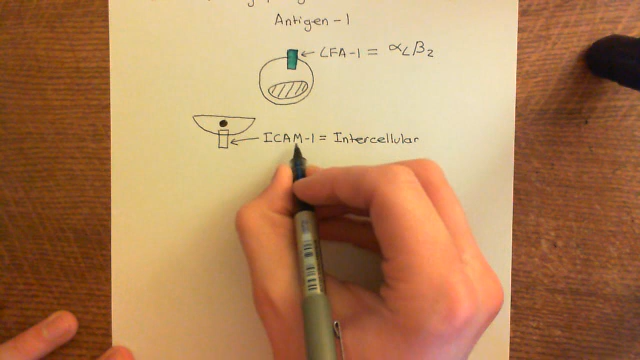 Antigen-1
LFA-1 = αLβ2
ICAM-1 = Intercellular